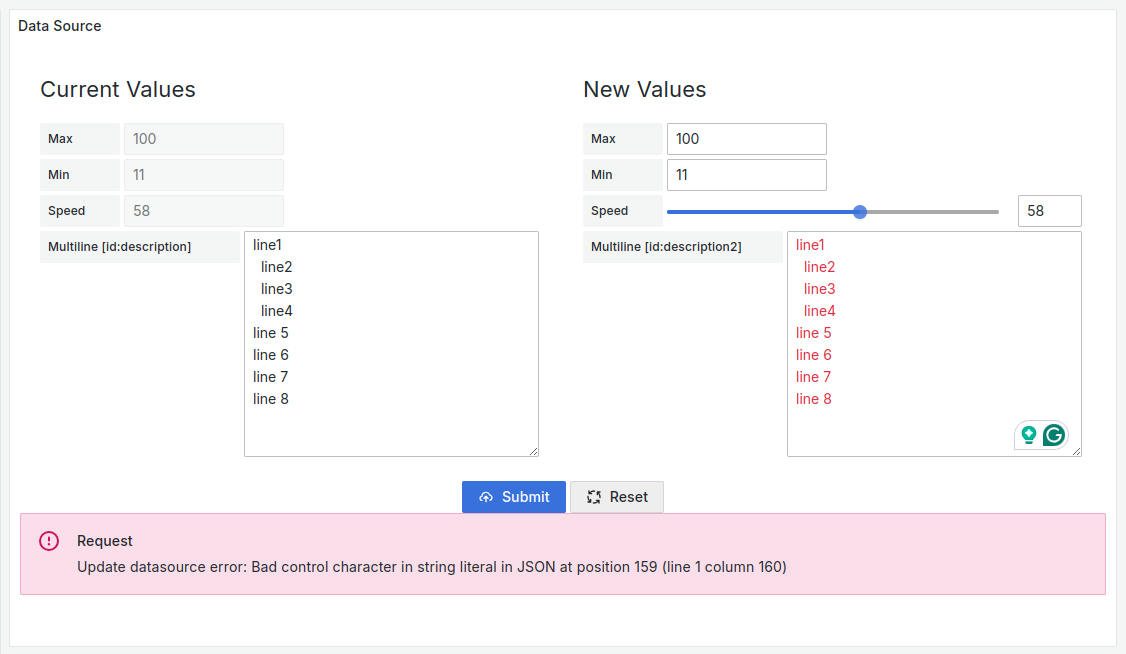 Data Source
Current Values
Max 100
Min 11
Speed 58
Multiline [id:description]
line1
line2
line3
line4
line 5
line 6
line 7
line 8
New Values
Max 100
Min 11
Speed 58
Multiline [id:description2]
line1
line2
line3
line4
line 5
line 6
line 7
line 8
Submit
Reset
Request
Update datasource error: Bad control character in string literal in JSON at position 159 (line 1 column 160)